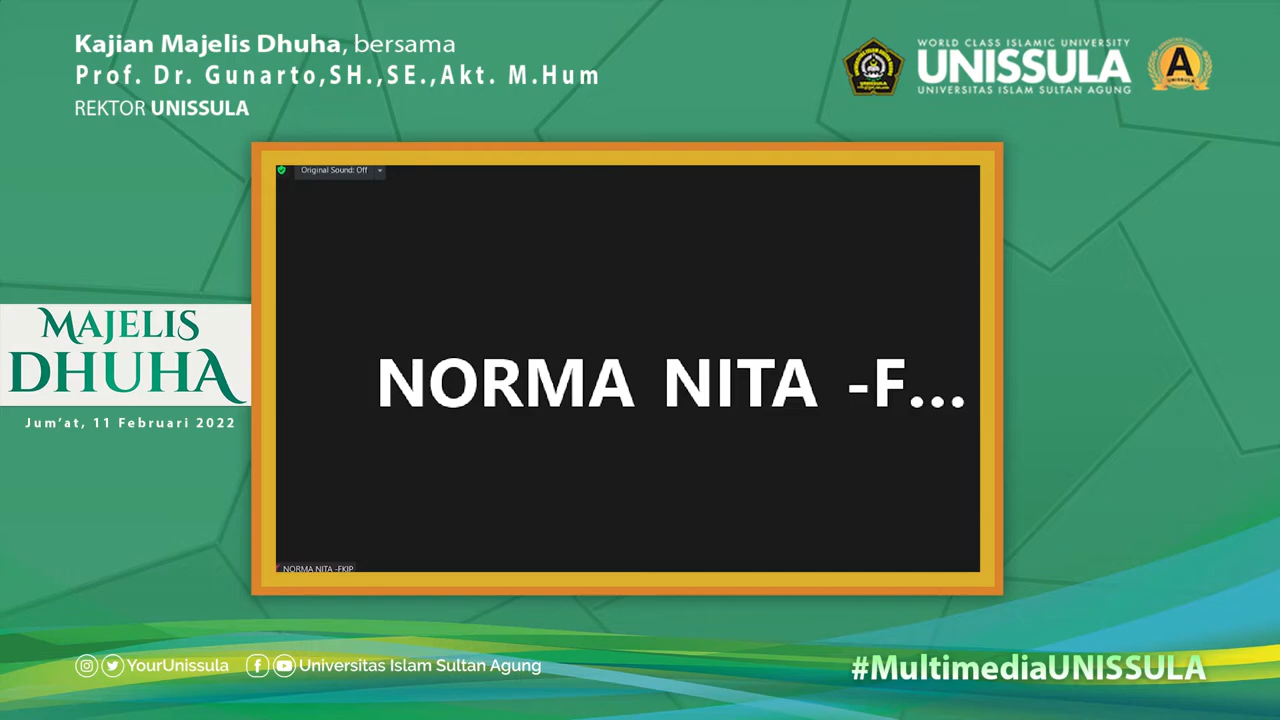 Kajian Majelis Dhuha, bersama
Prof. Dr. Gunarto,SH.,SE.,Akt. M.Hum
REKTOR UNISSULA
WORLD CLASS ISLAMIC UNIVERSITY
UNISSULA
UNIVERSITAS ISLAM SULTAN AGUNG
A
UNISSULA
Original Sound: Off
NORMA NITA -F...
NORMA NITA -FKIP
MAJELIS
DHUHA
Jum'at, 11 Februari 2022
YourUnissula
Universitas Islam Sultan Agung
#MultimediaUNISSULA